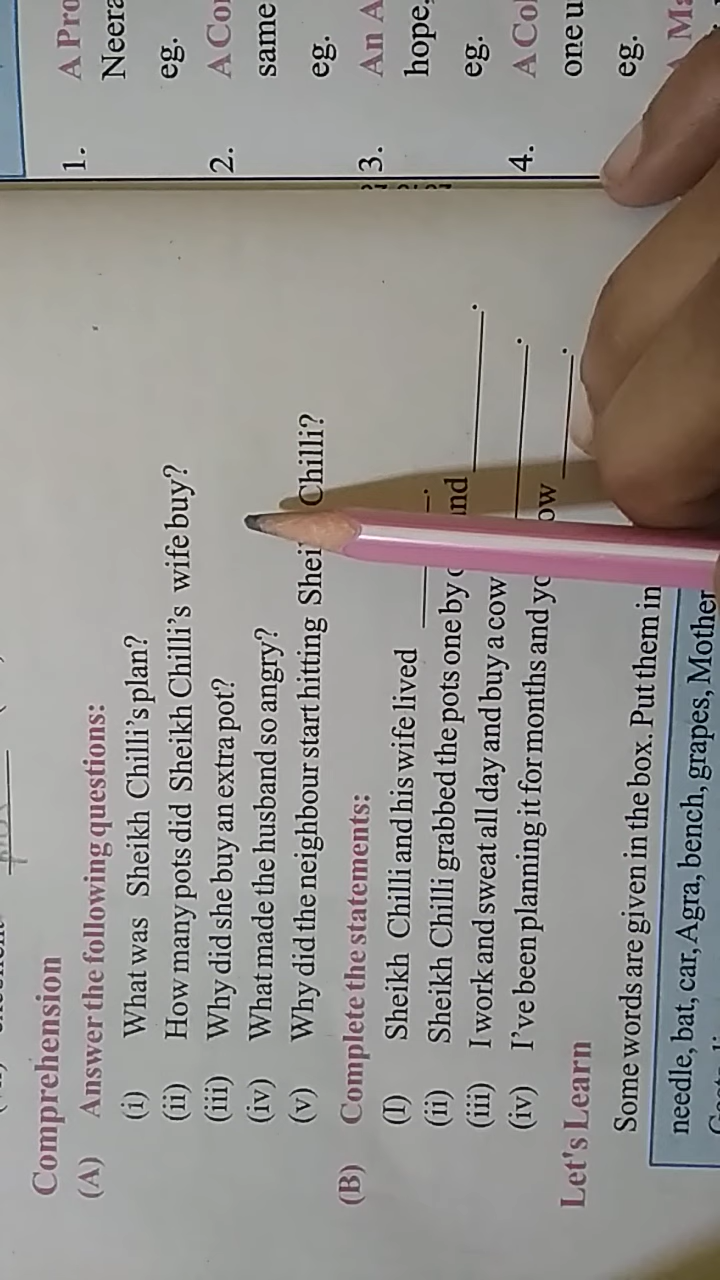 Comprehension
(A) Answer the following questions:
(i) What was Sheikh Chilli's plan?
(ii) How many pots did Sheikh Chilli's wife buy?
(iii) Why did she buy an extra pot?
(iv) What made the husband so angry?
(v) Why did the neighbour start hitting Chilli?
(B) Complete the statements:
(I) Sheikh Chilli and his wife lived ______.
(ii) Sheikh Chilli grabbed the pots one by ______.
(iii) I work and sweat all day and buy a cow ______.
(iv) I've been planning it for months and ______.
Let's Learn
Some words are given in the box. Put them in
needle, bat, car, Agra, bench, grapes, Mother
1. A
Neera
eg.
2. A
same
eg.
3. An A
hope,
eg.
4. A
one
eg.